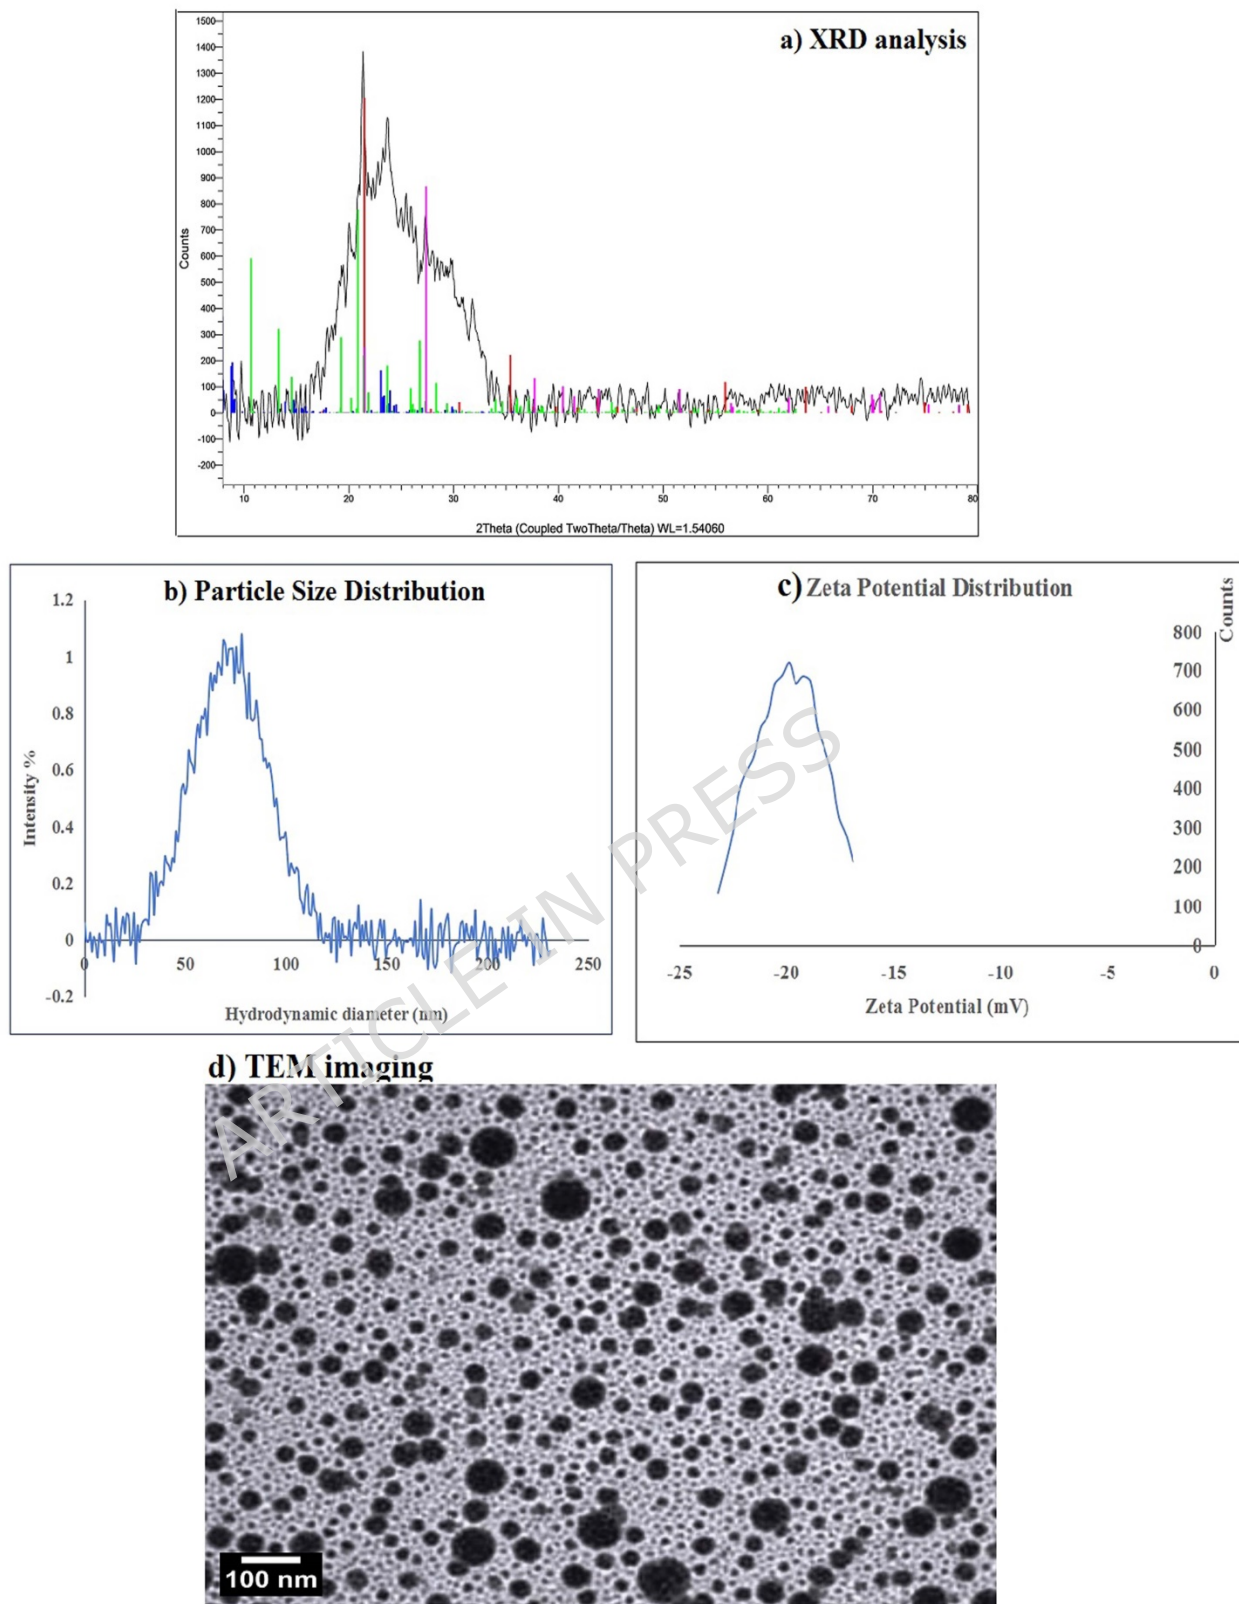 a) XRD analysis
1500
1400
1300
1200
1100
1000
900
800
700
600
500
400
300
200
100
0
-100
-200
Counts
10 20 30 40 50 60 70 80
2Theta (Coupled TwoTheta/Theta) WL=1.54060
b) Particle Size Distribution
1.2
1
0.8
0.6
0.4
0.2
0
-0.2
Intensity %
0 50 100 150 200 250
Hydrodynamic diameter (nm)
c) Zeta Potential Distribution
Counts
800
700
600
500
400
300
200
100
0
-25 -20 -15 -10 -5 0
Zeta Potential (mV)
ARTICLE IN PRESS
d) TEM imaging
100 nm